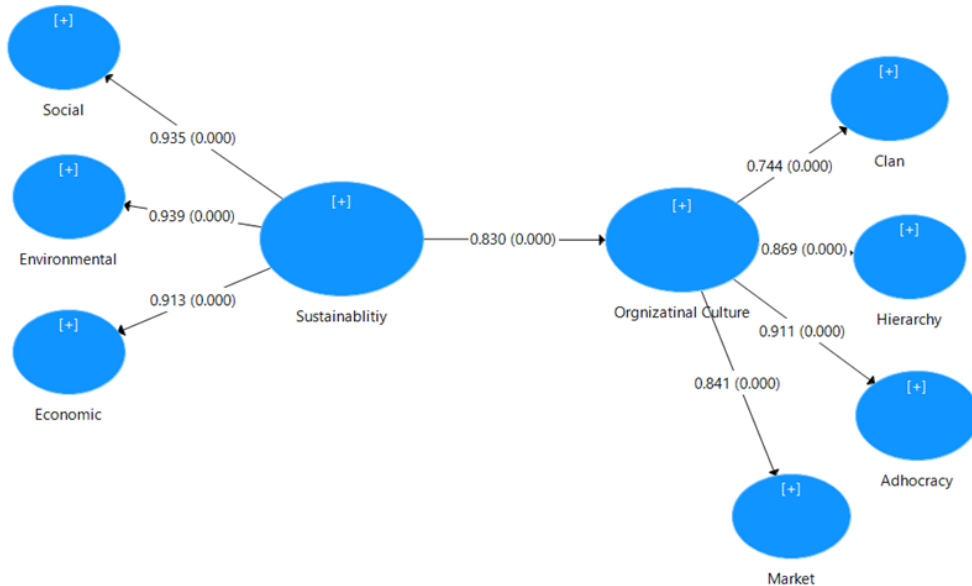 [+]
Social
0.935 (0.000)
[+]
Environmental
0.939 (0.000)
[+]
Economic
0.913 (0.000)
[+]
Sustainablitiy
0.830 (0.000)
[+]
Orgnizatinal Culture
0.744 (0.000)
[+]
Clan
0.869 (0.000)
[+]
Hierarchy
0.911 (0.000)
[+]
Adhocracy
0.841 (0.000)
[+]
Market